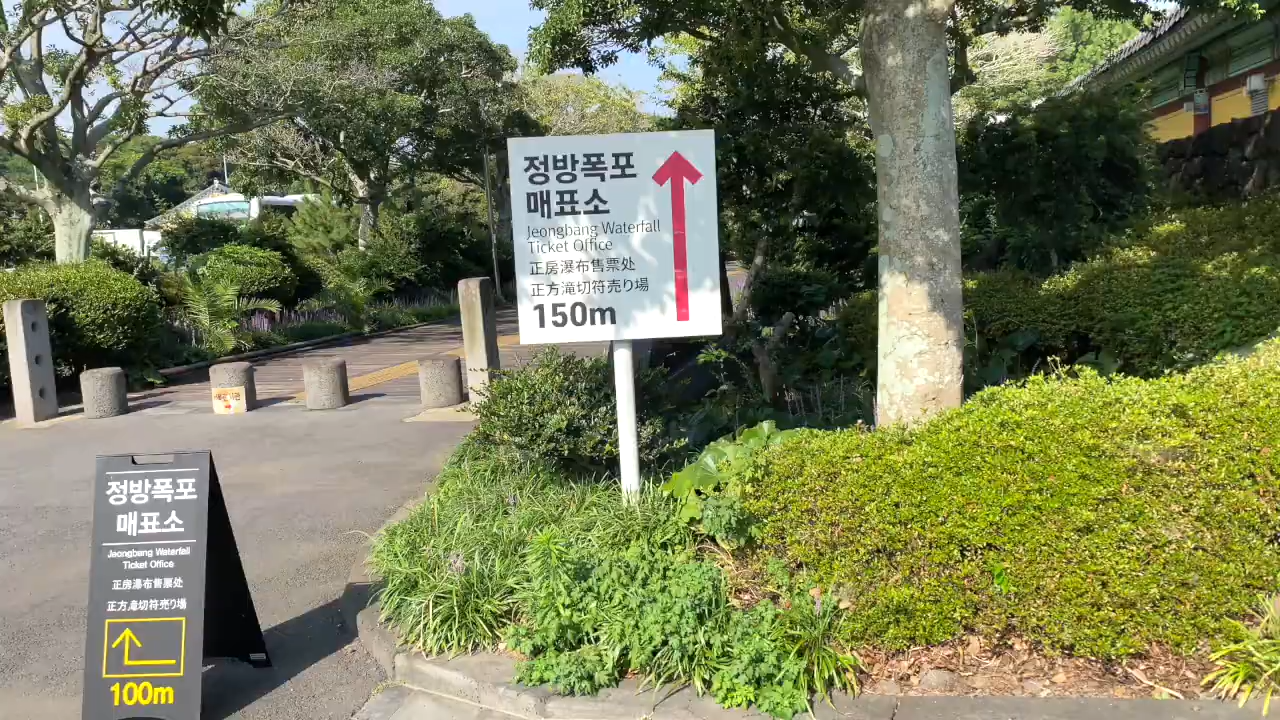 정방폭포
매표소
Jeongbang Waterfall
Ticket Office
正房瀑布售票处
正方滝切符売り場
150m
정방폭포
매표소
Jeongbang Waterfall
Ticket Office
正房瀑布售票处
正方滝切符売り場
100m